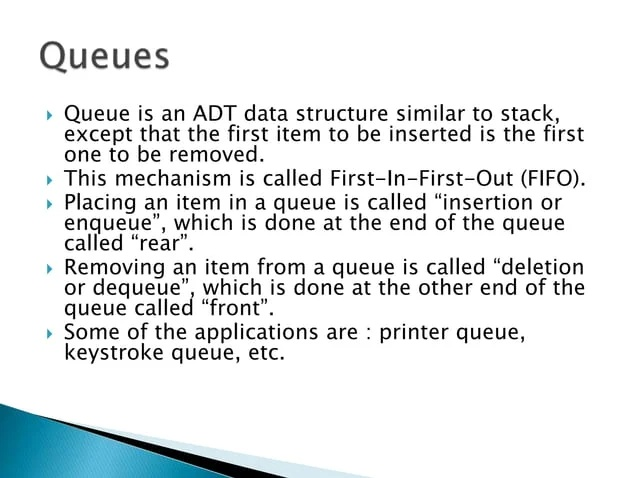 Queues
Queue is an ADT data structure similar to stack,
except that the first item to be inserted is the first
one to be removed.
This mechanism is called First-In-First-Out (FIFO).
Placing an item in a queue is called “insertion or
enqueue”, which is done at the end of the queue
called “rear”.
Removing an item from a queue is called “deletion
or dequeue”, which is done at the other end of the
queue called “front”.
Some of the applications are : printer queue,
keystroke queue, etc.